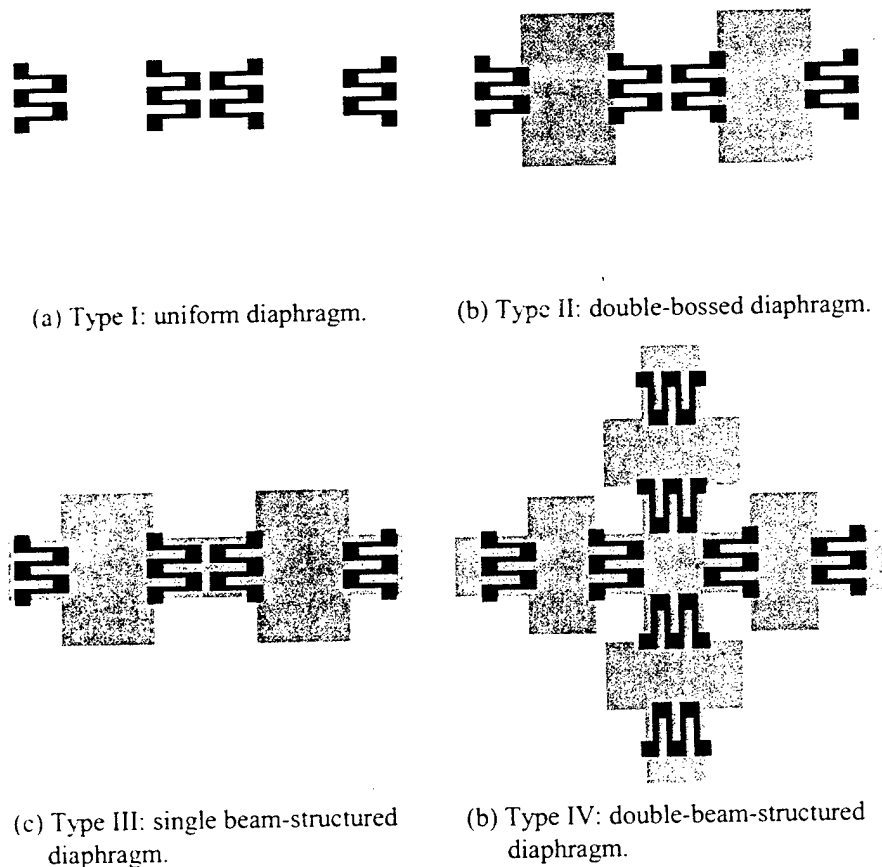 (a) Type I: uniform diaphragm.
(b) Type II: double-bossed diaphragm.
(c) Type III: single beam-structured
diaphragm.
(b) Type IV: double-beam-structured
diaphragm.